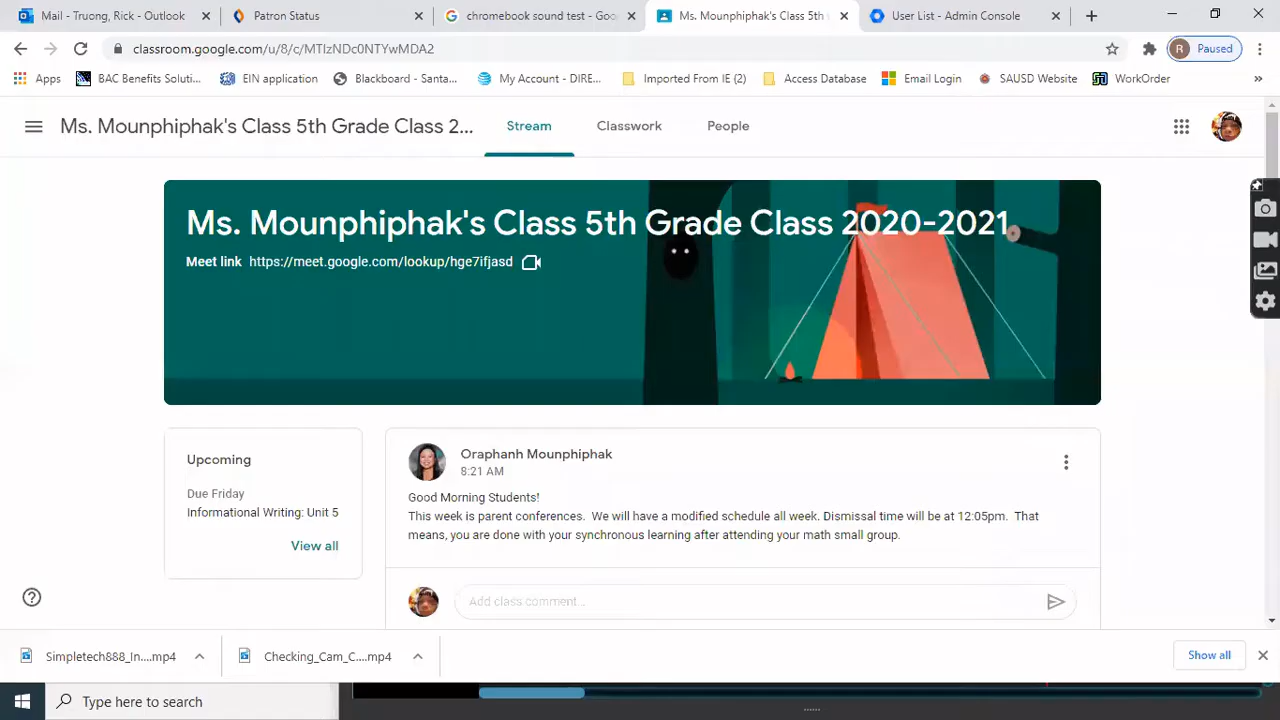 Mail - Truong, Rick - Outlook
Patron Status
chromebook sound test - Goo
Ms. Mounphiphak's Class 5th
User List - Admin Console
classroom.google.com/u/8/c/MTIzNDc0NTYwMDA2
R Paused
Apps
BAC Benefits Soluti...
EIN application
Blackboard - Santa...
My Account - DIRE...
Imported From IE (2)
Access Database
Email Login
SAUSD Website
WorkOrder
»
Ms. Mounphiphak's Class 5th Grade Class 2...
Stream
Classwork
People
Ms. Mounphiphak's Class 5th Grade Class 2020-2021
Meet link https://meet.google.com/lookup/hge7ifjasd
Upcoming
Due Friday
Informational Writing: Unit 5
View all
Oraphanh Mounphiphak
8:21 AM
Good Morning Students!
This week is parent conferences. We will have a modified schedule all week. Dismissal time will be at 12:05pm. That
means, you are done with your synchronous learning after attending your math small group.
Add class comment...
Simpletech888_In....mp4
Checking_Cam_C....mp4
Show all
Type here to search